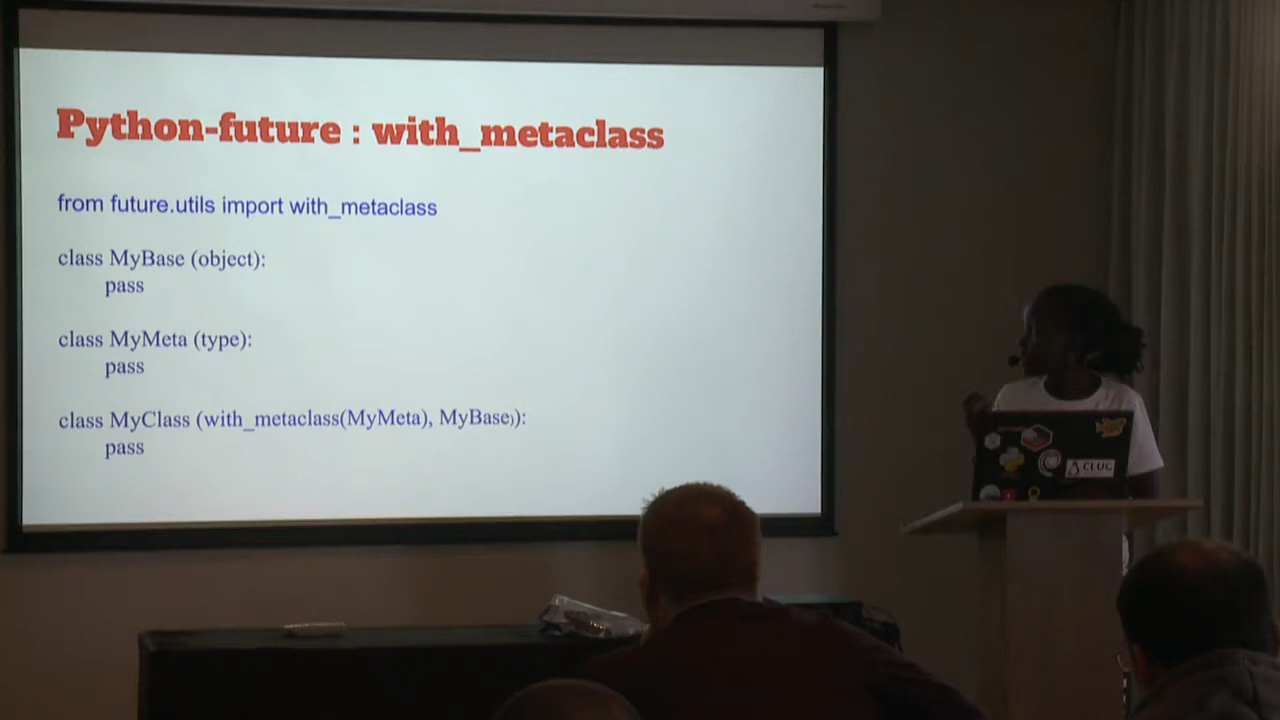 Python-future : with_metaclass
from future.utils import with_metaclass
class MyBase (object):
pass
class MyMeta (type):
pass
class MyClass (with_metaclass(MyMeta), MyBase)):
pass
CLUG